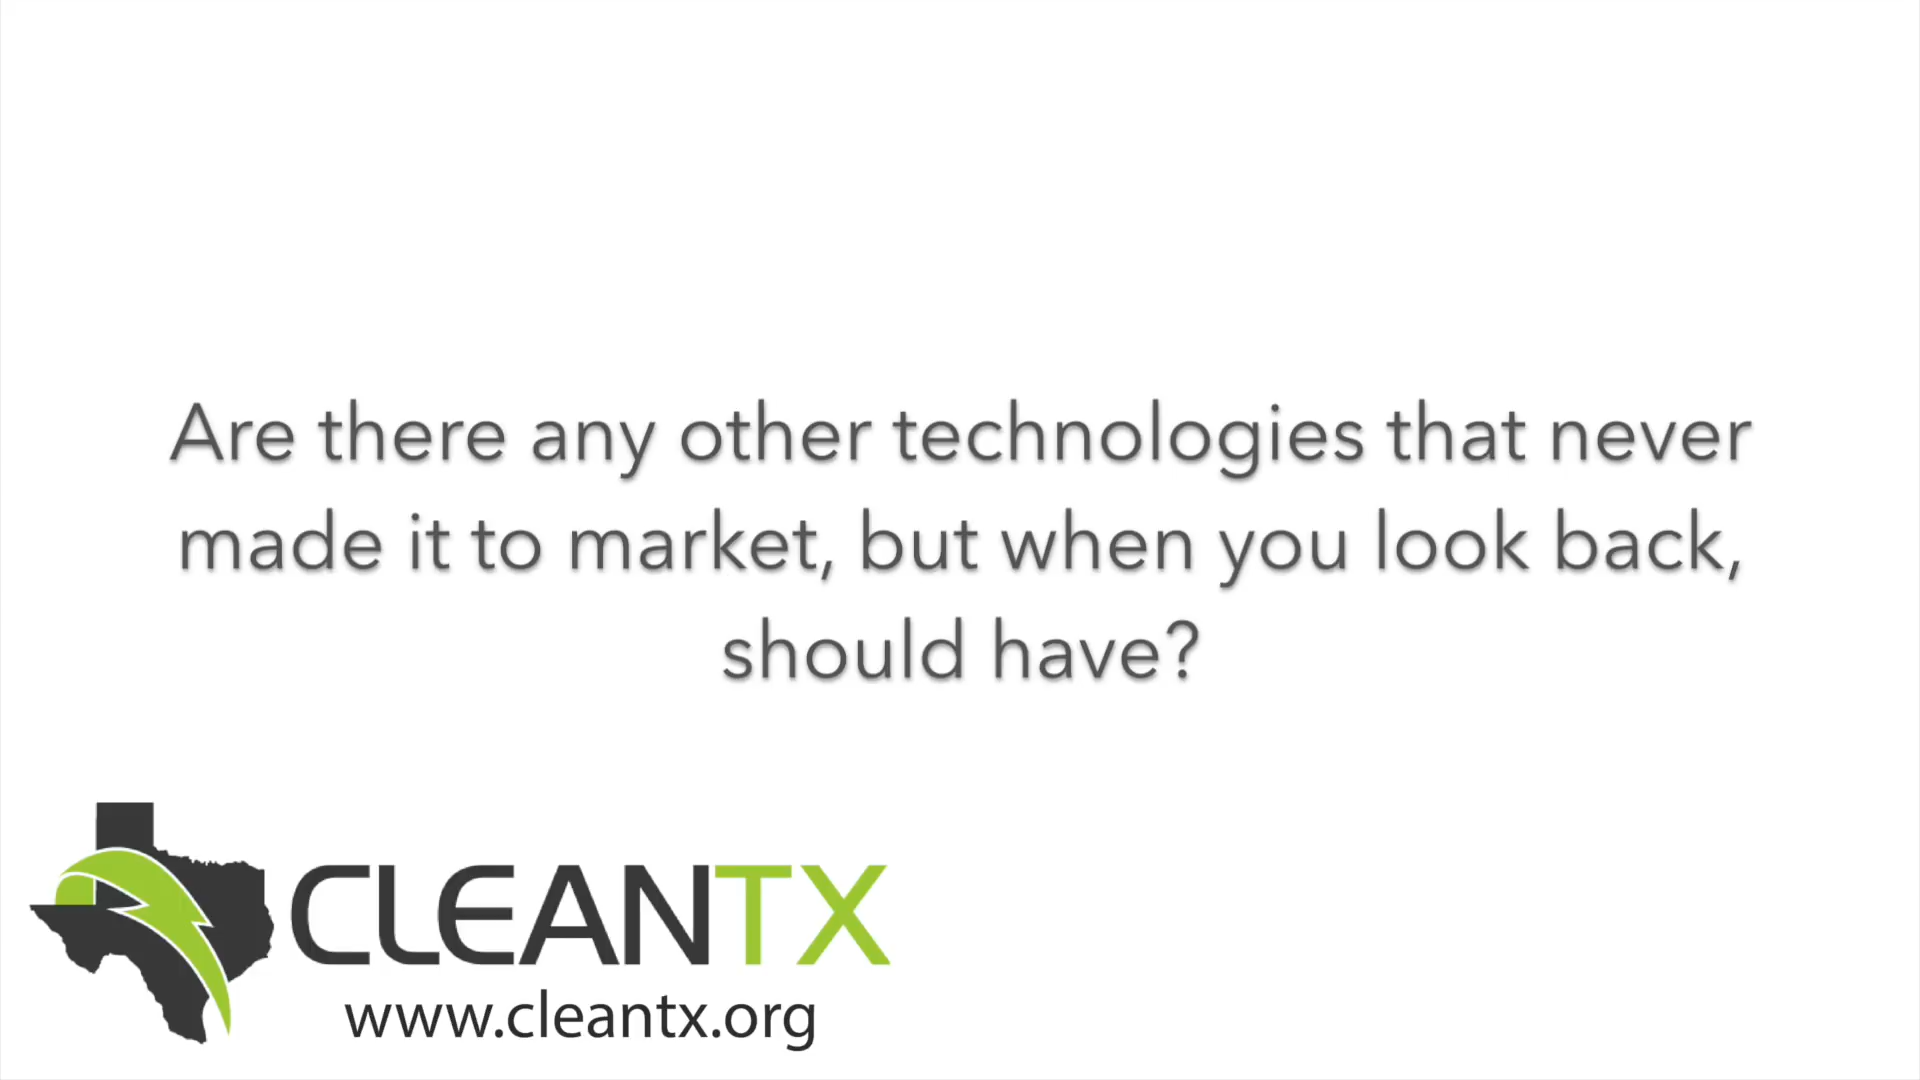 Are there any other technologies that never
made it to market, but when you look back,
should have?
CLEANTX
www.cleantx.org